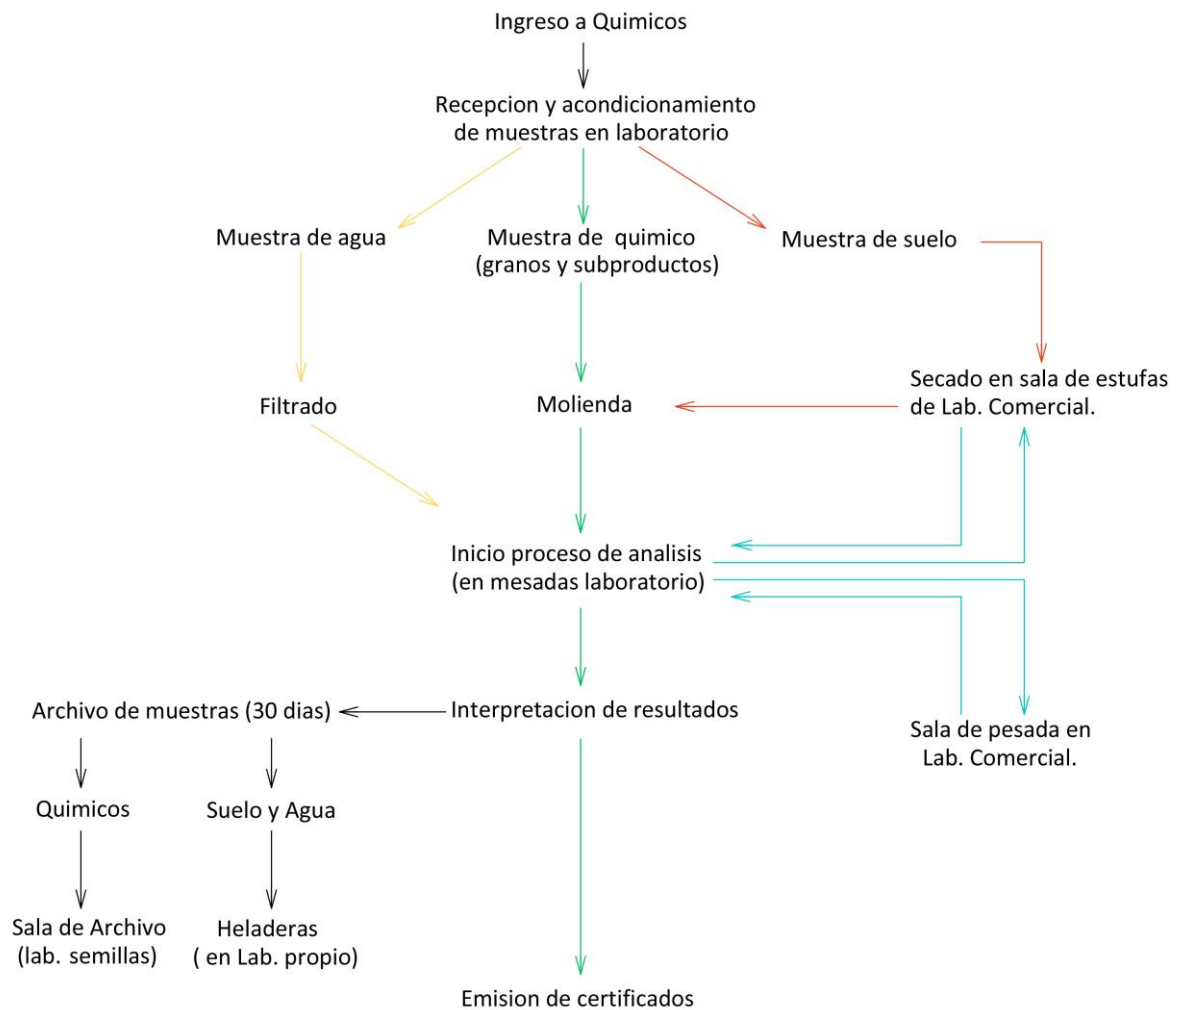 Ingreso a Quimicos
Recepcion y acondicionamiento
de muestras en laboratorio
Muestra de agua
Muestra de quimico
(granos y subproductos)
Muestra de suelo
Filtrado
Molienda
Secado en sala de estufas
de Lab. Comercial.
Inicio proceso de analisis
(en mesadas laboratorio)
Archivo de muestras (30 dias)
Interpretacion de resultados
Sala de pesada en
Lab. Comercial.
Quimicos
Suelo y Agua
Sala de Archivo
(lab. semillas)
Heladeras
( en Lab. propio)
Emision de certificados